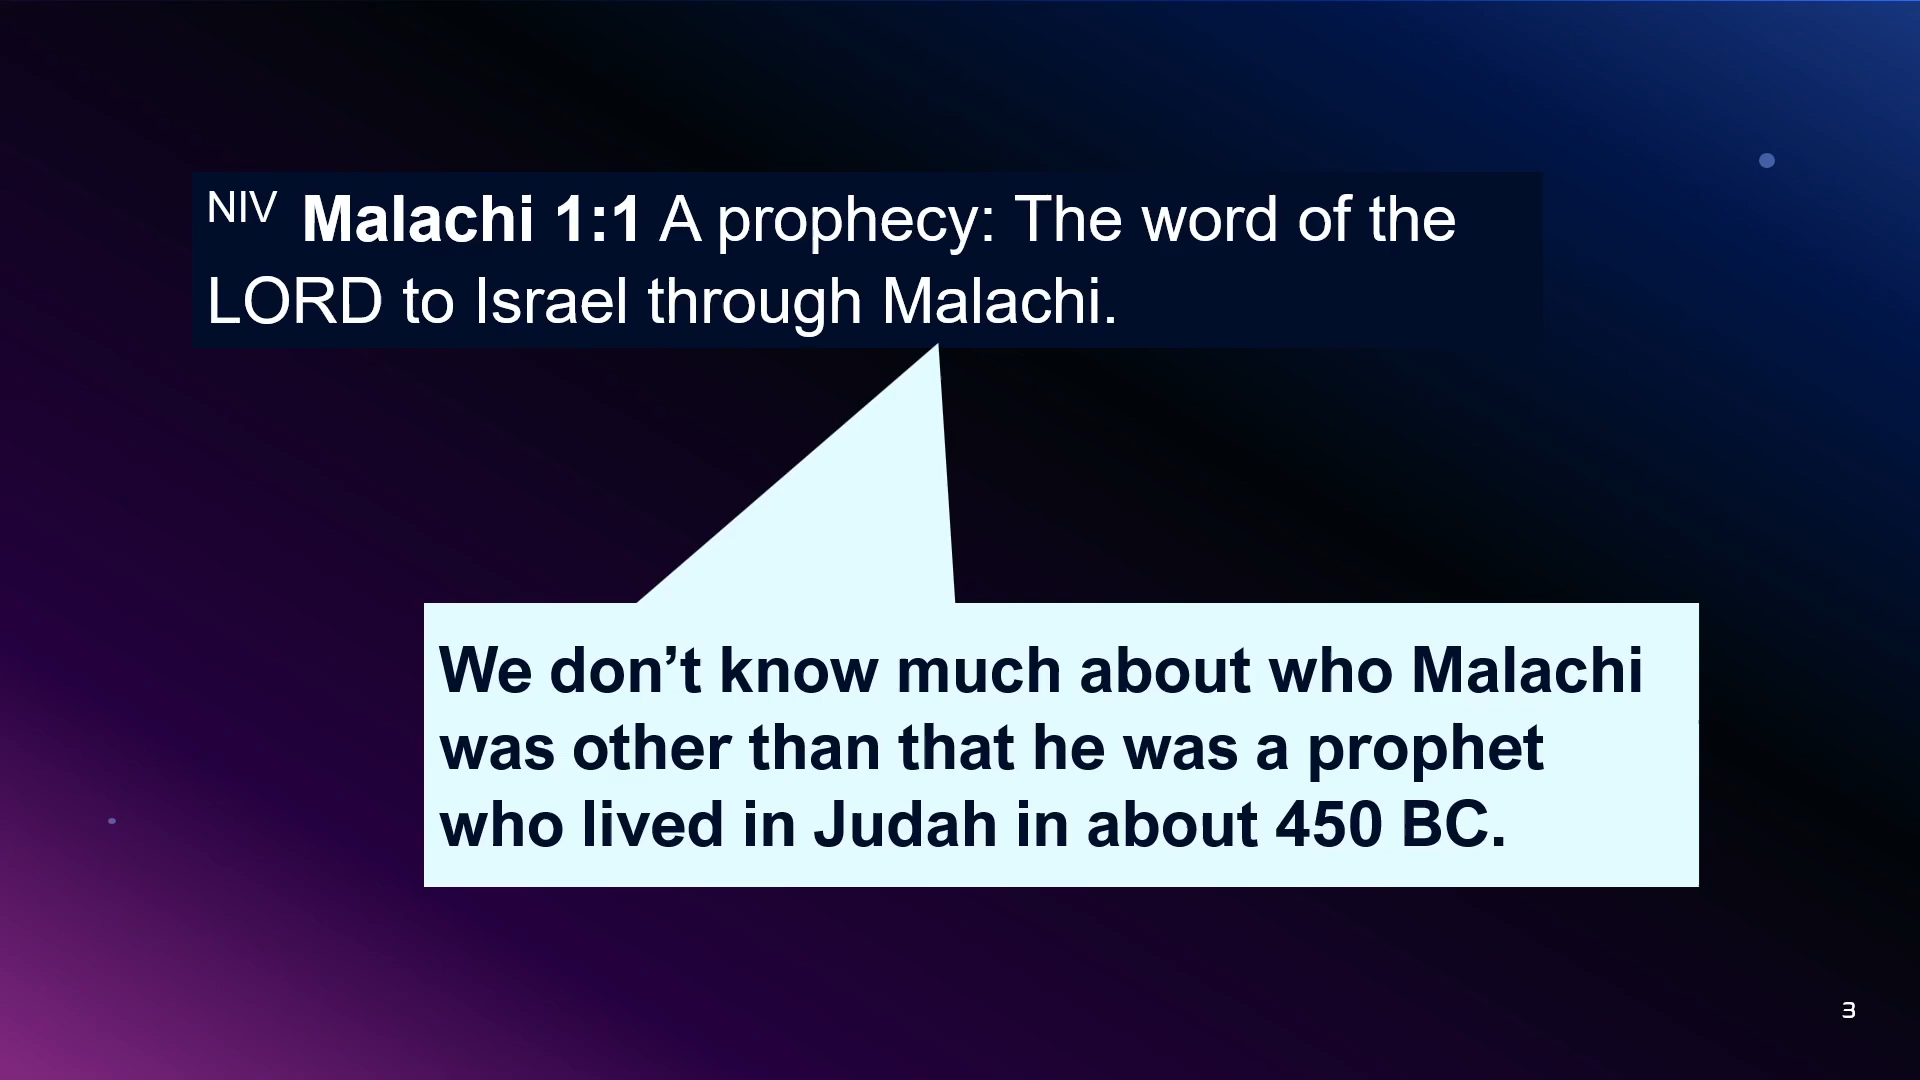 NIV Malachi 1:1 A prophecy: The word of the
LORD to Israel through Malachi.
We don’t know much about who Malachi
was other than that he was a prophet
who lived in Judah in about 450 BC.
3